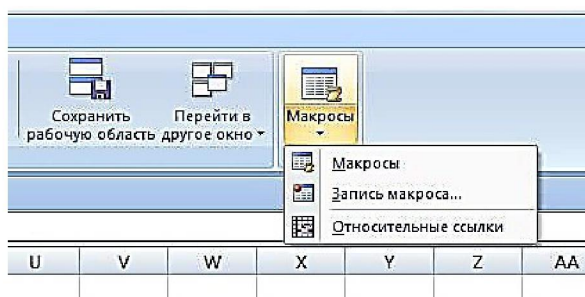 Сохранить
рабочую область
Перейти в
другое окно
Макросы
Макросы
Запись макроса...
Относительные ссылки
U V W X Y Z AA